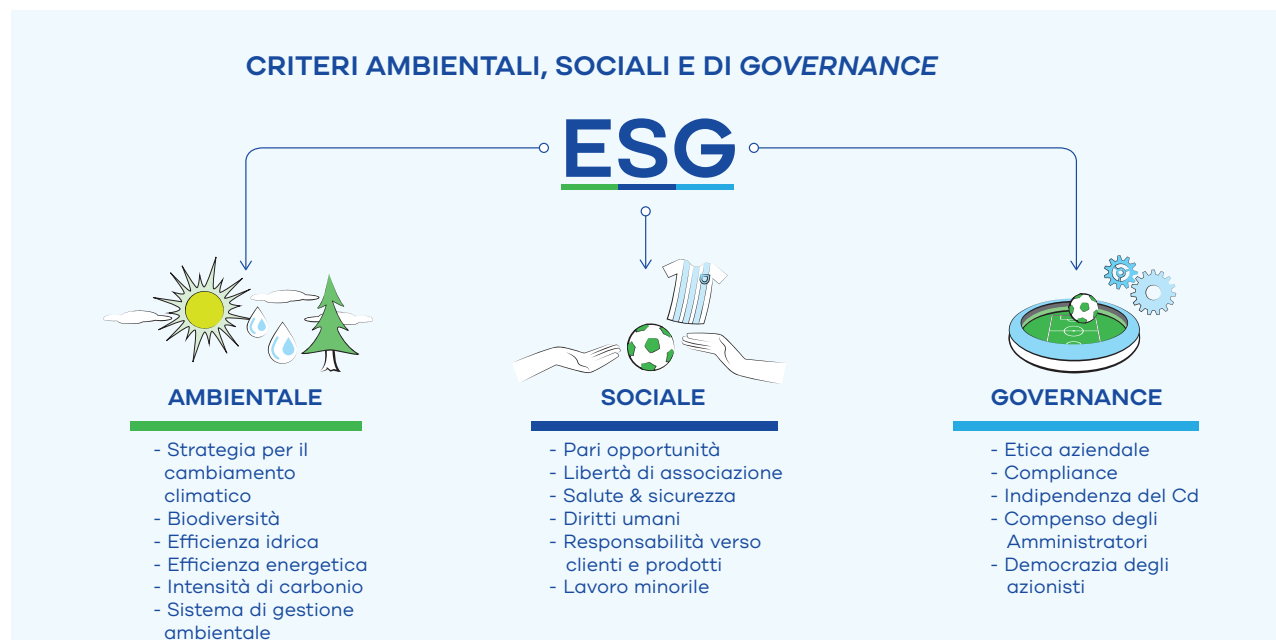 CRITERI AMBIENTALI, SOCIALI E DI GOVERNANCE
ESG
AMBIENTALE
- Strategia per il
cambiamento
climatico
- Biodiversità
- Efficienza idrica
- Efficienza energetica
- Intensità di carbonio
- Sistema di gestione
ambientale
SOCIALE
- Pari opportunità
- Libertà di associazione
- Salute & sicurezza
- Diritti umani
- Responsabilità verso
clienti e prodotti
- Lavoro minorile
GOVERNANCE
- Etica aziendale
- Compliance
- Indipendenza del Cd
- Compenso degli
Amministratori
- Democrazia degli
azionisti